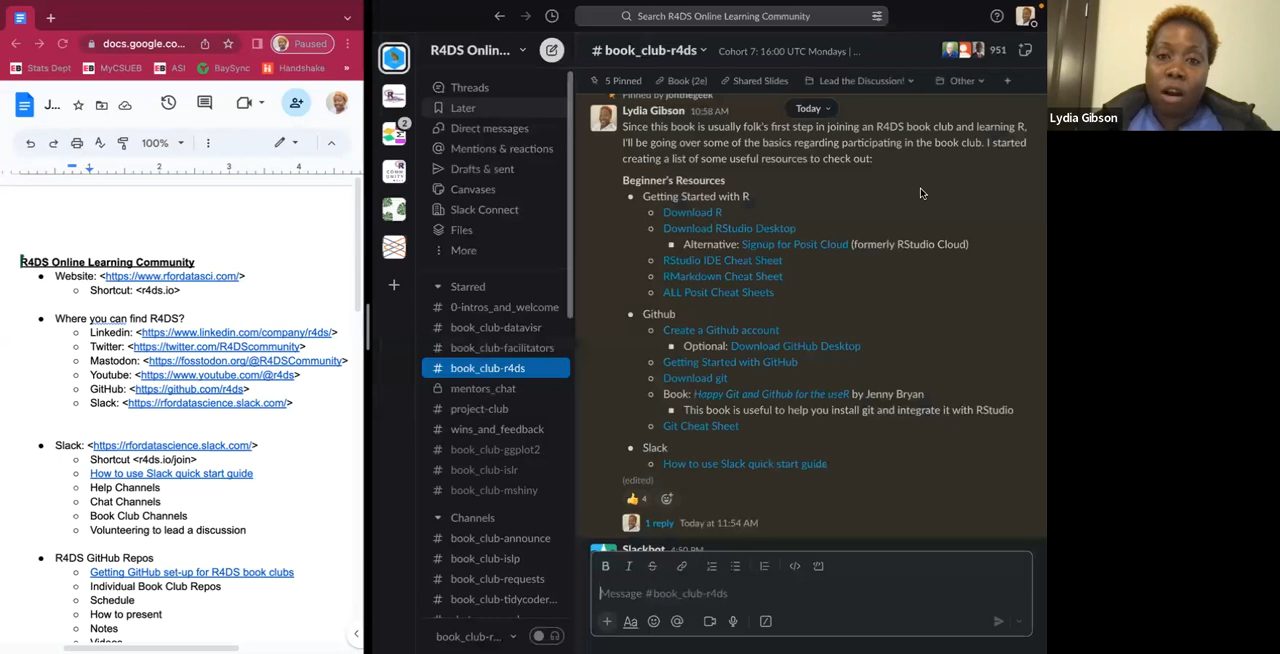 docs.google.co...
Paused
Stats Dept
MyCSUEB
ASI
BaySync
Handshake
»
J...
100%
2
3
4
R4DS Online Learning Community
Website: <https://www.rfordatasci.com/>
Shortcut: <r4ds.io>
Where you can find R4DS?
Linkedin: <https://www.linkedin.com/company/r4ds/>
Twitter: <https://twitter.com/R4DScommunity>
Mastodon: <https://fosstodon.org/@R4DSCommunity>
Youtube: <https://www.youtube.com/@r4ds>
GitHub: <https://github.com/r4ds>
Slack: <https://rfordatascience.slack.com/>
Slack: <https://rfordatascience.slack.com/>
Shortcut <r4ds.io/join>
How to use Slack quick start guide
Help Channels
Chat Channels
Book Club Channels
Volunteering to lead a discussion
R4DS GitHub Repos
Getting GitHub set-up for R4DS book clubs
Individual Book Club Repos
Schedule
How to present
Notes
Videos
Search R4DS Online Learning Community
2
R4DS Onlin...
Threads
Later
Direct messages
Mentions & reactions
Drafts & sent
Canvases
Slack Connect
Files
More
Starred
# 0-intros_and_welcome
# book_club-datavisr
# book_club-facilitators
# book_club-r4ds
mentors_chat
# project-club
# wins_and_feedback
# book_club-ggplot2
# book_club-islr
# book_club-mshiny
Channels
# book_club-announce
# book_club-islp
# book_club-requests
# book_club-tidycoder...
book_club-r...
# book_club-r4ds
Cohort 7: 16:00 UTC Mondays | ...
951
5 Pinned
Book (2e)
Shared Slides
Lead the Discussion!
Other
Pinned by jonthegeek
Today
Lydia Gibson 10:58 AM
Since this book is usually folk's first step in joining an R4DS book club and learning R,
I'll be going over some of the basics regarding participating in the book club. I started
creating a list of some useful resources to check out:
Beginner's Resources
Getting Started with R
Download R
Download RStudio Desktop
Alternative: Signup for Posit Cloud (formerly RStudio Cloud)
RStudio IDE Cheat Sheet
RMarkdown Cheat Sheet
ALL Posit Cheat Sheets
Github
Create a Github account
Optional: Download GitHub Desktop
Getting Started with GitHub
Download git
Book: Happy Git and Github for the useR by Jenny Bryan
This book is useful to help you install git and integrate it with RStudio
Git Cheat Sheet
Slack
How to use Slack quick start guide
(edited)
4
1 reply Today at 11:54 AM
Slackbot 4:50 PM
Message #book_club-r4ds
Lydia Gibson